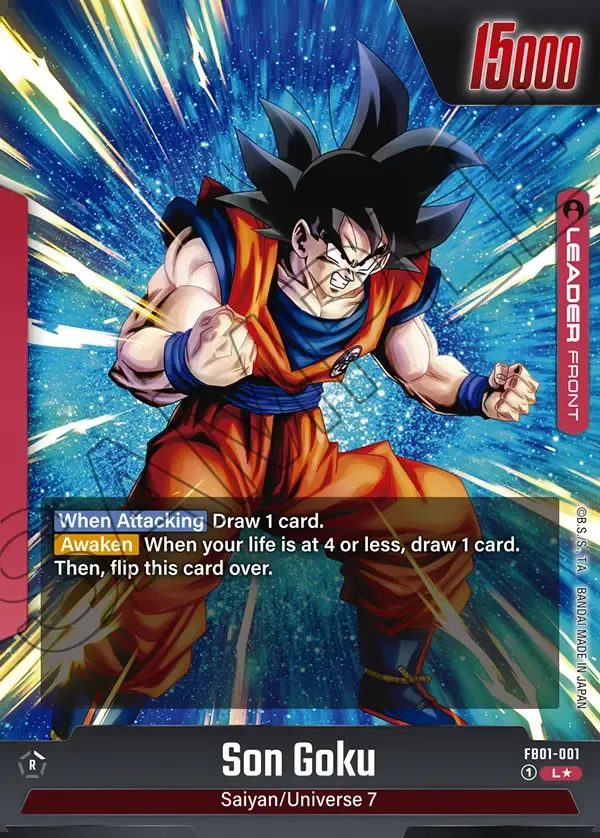 15000
LEADER FRONT
When Attacking Draw 1 card.
Awaken When your life is at 4 or less, draw 1 card.
Then, flip this card over.
©B.S./S. T.A. BANDAI MADE IN JAPAN
SAMPLE
R
Son Goku
FB01-001
1 L★
Saiyan/Universe 7